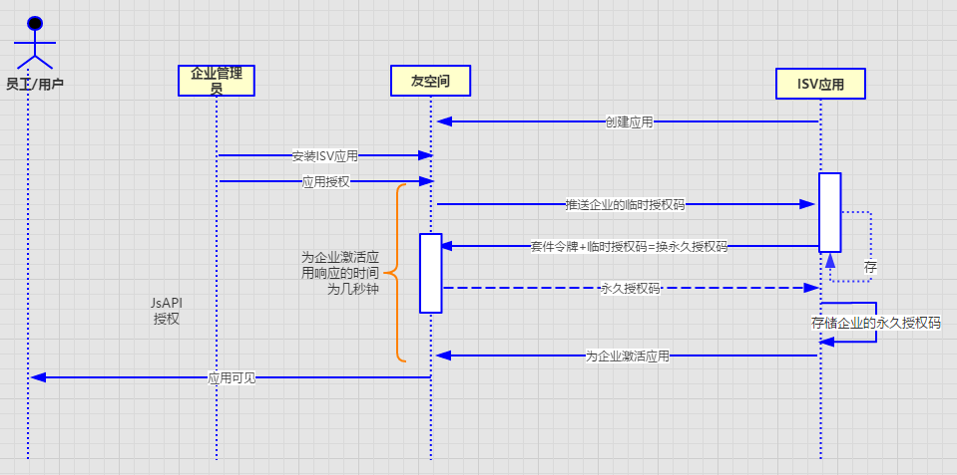 员工/用户
企业管理
员
友空间
ISV应用
创建应用
安装ISV应用
应用授权
推送企业的临时授权码
套件令牌+临时授权码=换永久授权码
存
为企业激活应
用响应的时间
为几秒钟
永久授权码
JsAPI
授权
存储企业的永久授权码
为企业激活应用
应用可见